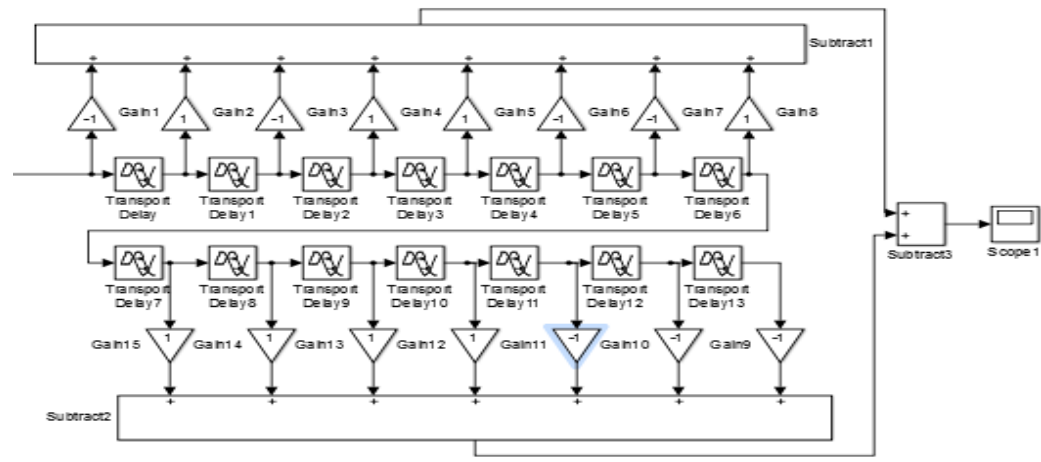 Subtract1
+ + + + + + + +
-1 Gain1 1 Gain2 -1 Gain3 1 Gain4 1 Gain5 -1 Gain6 -1 Gain7 1 Gain8
Transport Delay
Transport Delay1
Transport Delay2
Transport Delay3
Transport Delay4
Transport Delay5
Transport Delay6
+
+
Subtract3
Scope1
Transport Delay7
Transport Delay8
Transport Delay9
Transport Delay10
Transport Delay11
Transport Delay12
Transport Delay13
Gain15 1 Gain14 1 Gain13 1 Gain12 1 Gain11 -1 Gain10 -1 Gain9 -1
+ + + + + + +
Subtract2